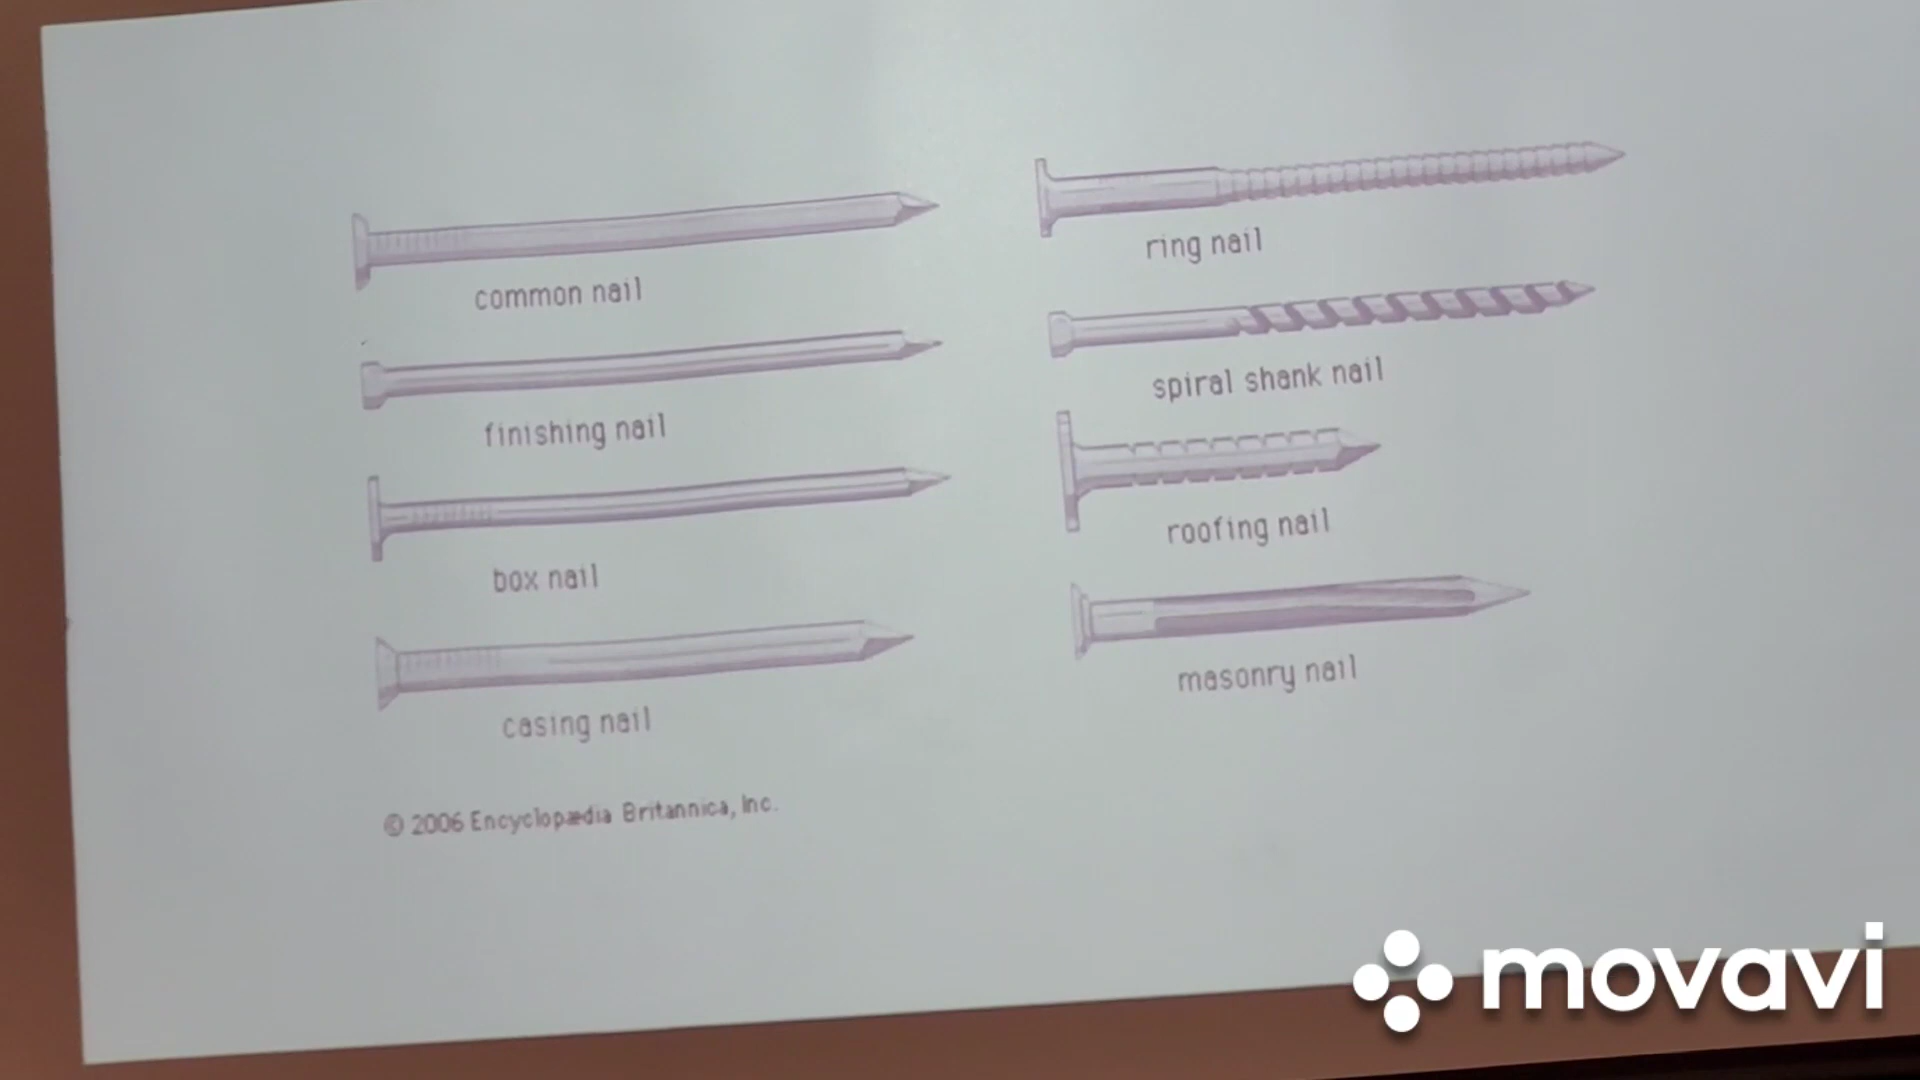 common nail
finishing nail
box nail
casing nail
© 2006 Encyclopædia Britannica, Inc.
ring nail
spiral shank nail
roofing nail
masonry nail
movavi